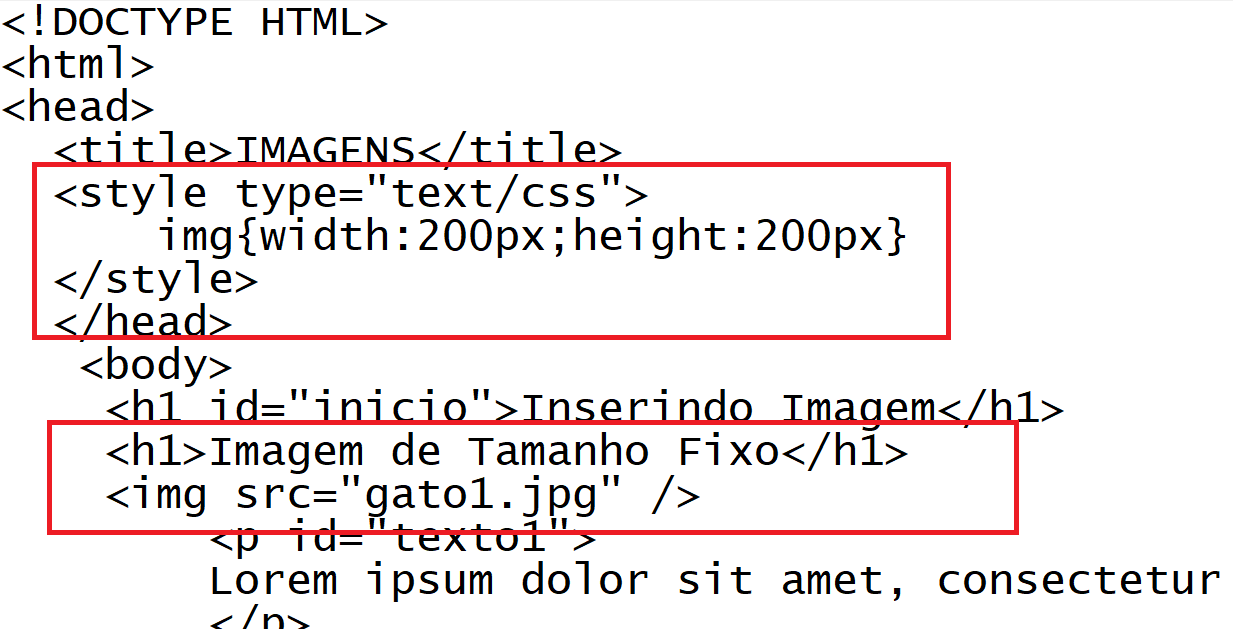 <!DOCTYPE HTML>
<html>
<head>
<title>IMAGENS</title>
<style type="text/css">
img{width:200px;height:200px}
</style>
</head>
<body>
<h1 id="inicio">Inserindo Imagem</h1>
<h1>Imagem de Tamanho Fixo</h1>
<img src="gato1.jpg" />
<p id="texto1">
Lorem ipsum dolor sit amet, consectetur
</p>